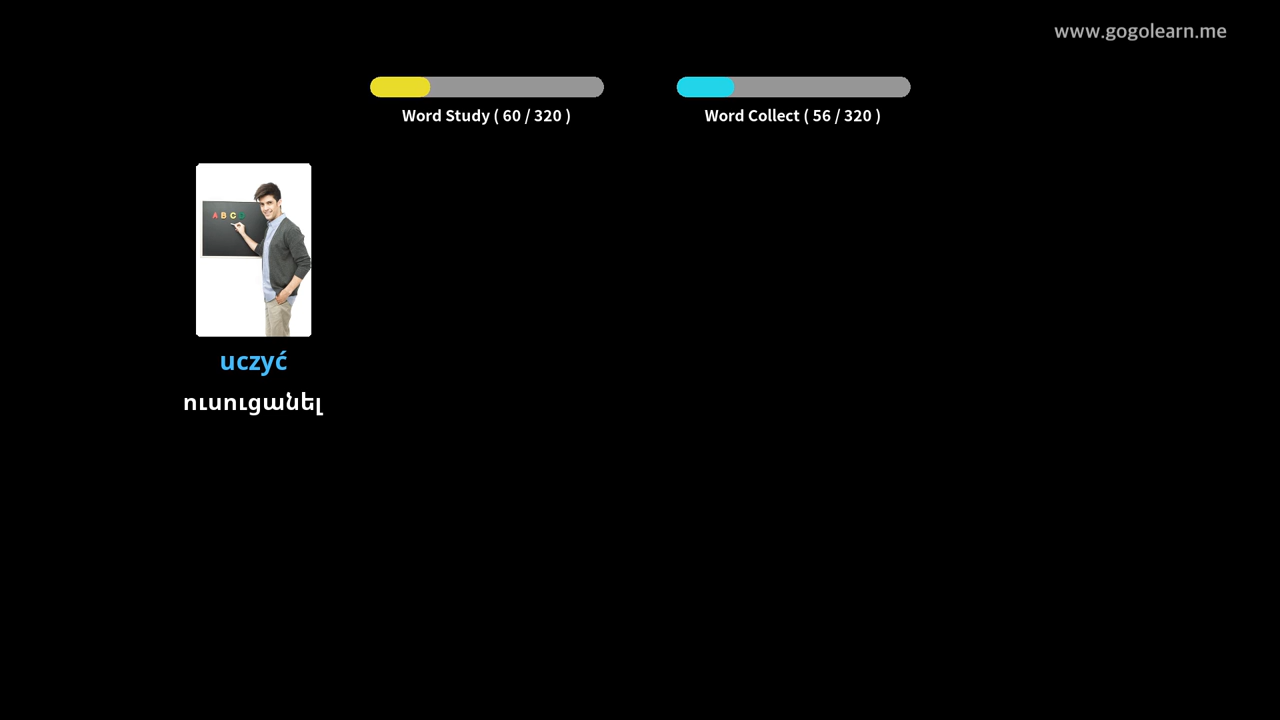 www.gogolearn.me
Word Study ( 60 / 320 )
Word Collect ( 56 / 320 )
A B C D
uczyć
ուսուցանել